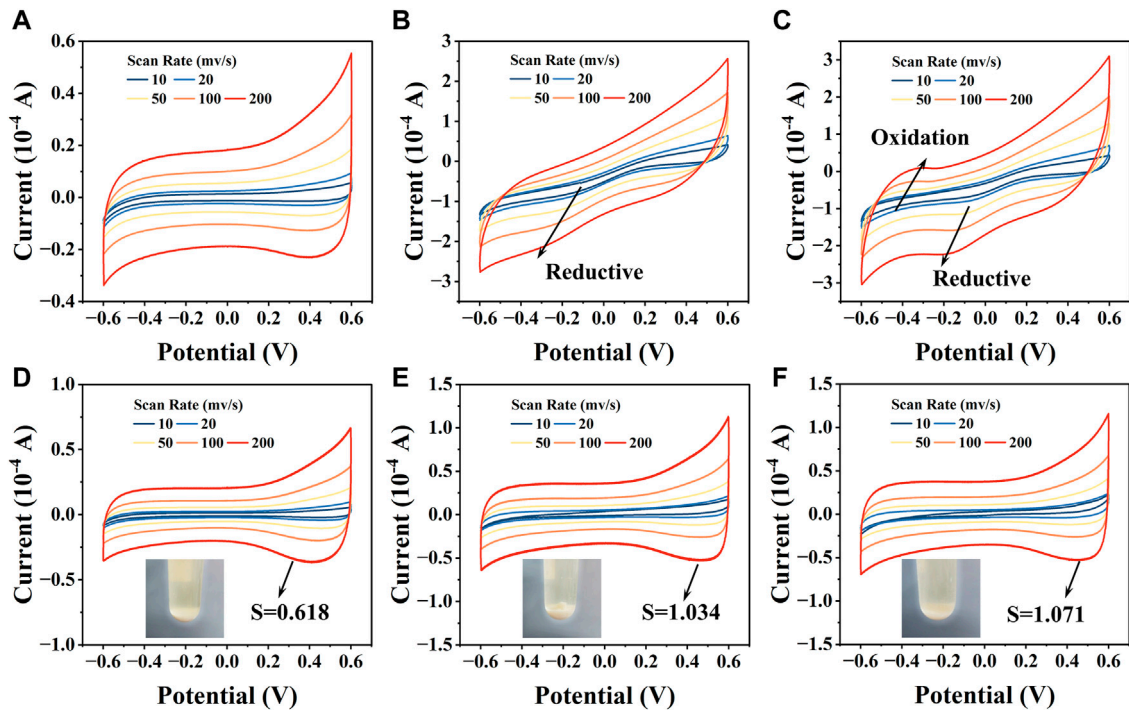 A
Current (10⁻⁴ A)
0.6
0.4
0.2
0.0
−0.2
−0.4
Scan Rate (mv/s)
10 20
50 100 200
−0.6 −0.4 −0.2 0.0 0.2 0.4 0.6
Potential (V)
B
Current (10⁻⁴ A)
3
2
1
0
−1
−2
−3
Scan Rate (mv/s)
10 20
50 100 200
Reductive
−0.6 −0.4 −0.2 0.0 0.2 0.4 0.6
Potential (V)
C
Current (10⁻⁴ A)
3
2
1
0
−1
−2
−3
Scan Rate (mv/s)
10 20
50 100 200
Oxidation
Reductive
−0.6 −0.4 −0.2 0.0 0.2 0.4 0.6
Potential (V)
D
Current (10⁻⁴ A)
1.0
0.5
0.0
−0.5
−1.0
Scan Rate (mv/s)
10 20
50 100 200
S=0.618
−0.6 −0.4 −0.2 0.0 0.2 0.4 0.6
Potential (V)
E
Current (10⁻⁴ A)
1.5
1.0
0.5
0.0
−0.5
−1.0
−1.5
Scan Rate (mv/s)
10 20
50 100 200
S=1.034
−0.6 −0.4 −0.2 0.0 0.2 0.4 0.6
Potential (V)
F
Current (10⁻⁴ A)
1.5
1.0
0.5
0.0
−0.5
−1.0
−1.5
Scan Rate (mv/s)
10 20
50 100 200
S=1.071
−0.6 −0.4 −0.2 0.0 0.2 0.4 0.6
Potential (V)